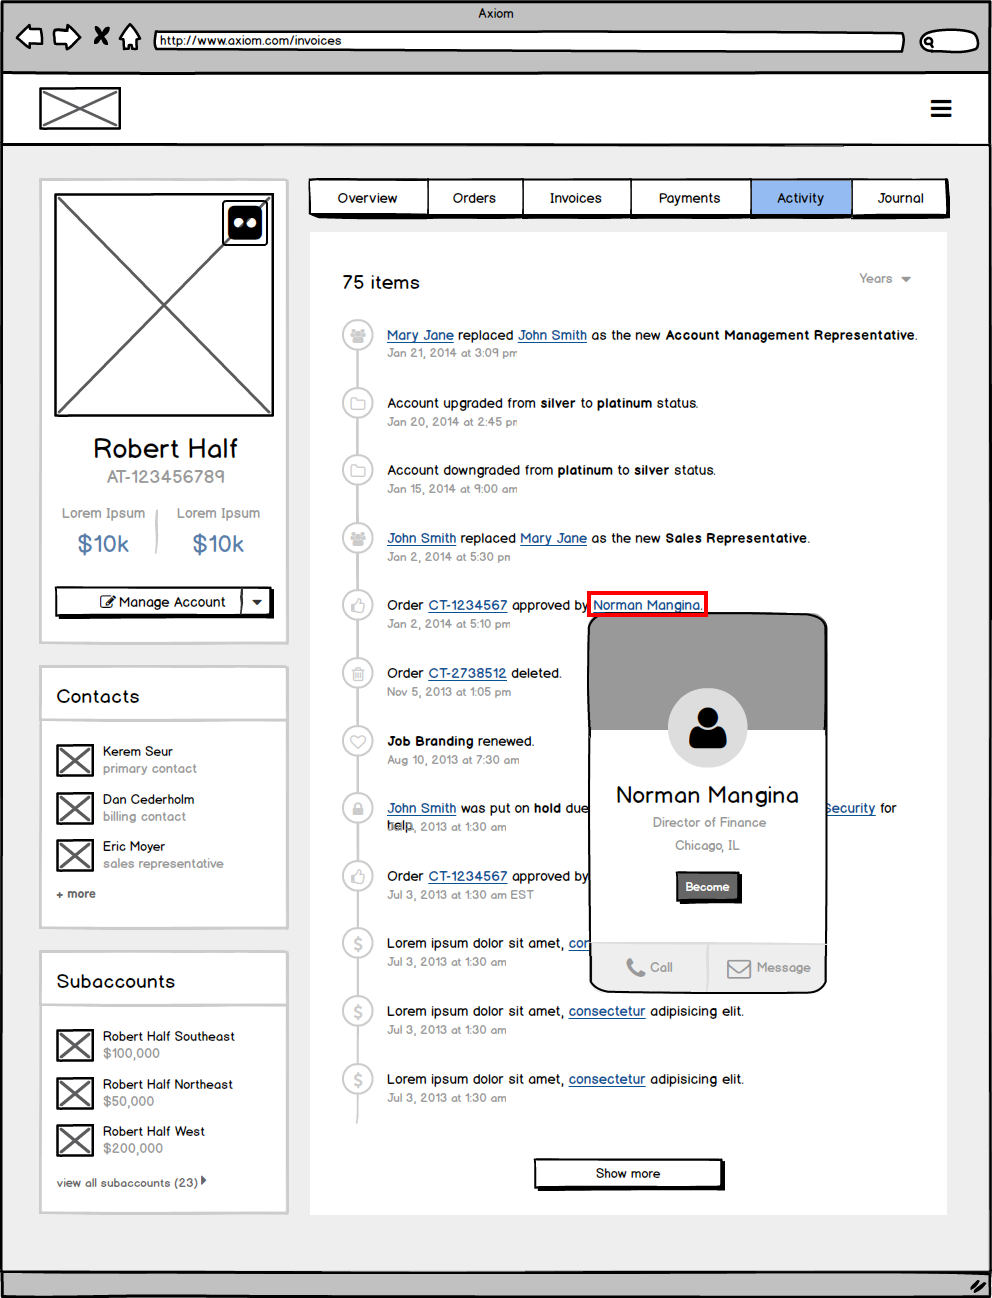 Axiom
http://www.axiom.com/invoices
Overview
Orders
Invoices
Payments
Activity
Journal
Robert Half
AT-123456789
Lorem Ipsum
$10k
Lorem Ipsum
$10k
Manage Account
Contacts
Kerem Seur
primary contact
Dan Cederholm
billing contact
Eric Moyer
sales representative
+ more
Subaccounts
Robert Half Southeast
$100,000
Robert Half Northeast
$50,000
Robert Half West
$200,000
view all subaccounts (23)
75 items
Years
Mary Jane replaced John Smith as the new Account Management Representative.
Jan 21, 2014 at 3:09 pm
Account upgraded from silver to platinum status.
Jan 20, 2014 at 2:45 pm
Account downgraded from platinum to silver status.
Jan 15, 2014 at 9:00 am
John Smith replaced Mary Jane as the new Sales Representative.
Jan 2, 2014 at 5:30 pm
Order CT-1234567 approved by Norman Mangina.
Jan 2, 2014 at 5:10 pm
Order CT-2738512 deleted.
Nov 5, 2013 at 1:05 pm
Job Branding renewed.
Aug 10, 2013 at 7:30 am
John Smith was put on hold due Security for
help.
2013 at 1:30 am
Order CT-1234567 approved by
Jul 3, 2013 at 1:30 am EST
Lorem ipsum dolor sit amet,
Jul 3, 2013 at 1:30 am
Lorem ipsum dolor sit amet, consectetur adipisicing elit.
Jul 3, 2013 at 1:30 am
Lorem ipsum dolor sit amet, consectetur adipisicing elit.
Jul 3, 2013 at 1:30 am
Show more
Norman Mangina
Director of Finance
Chicago, IL
Become
Call
Message